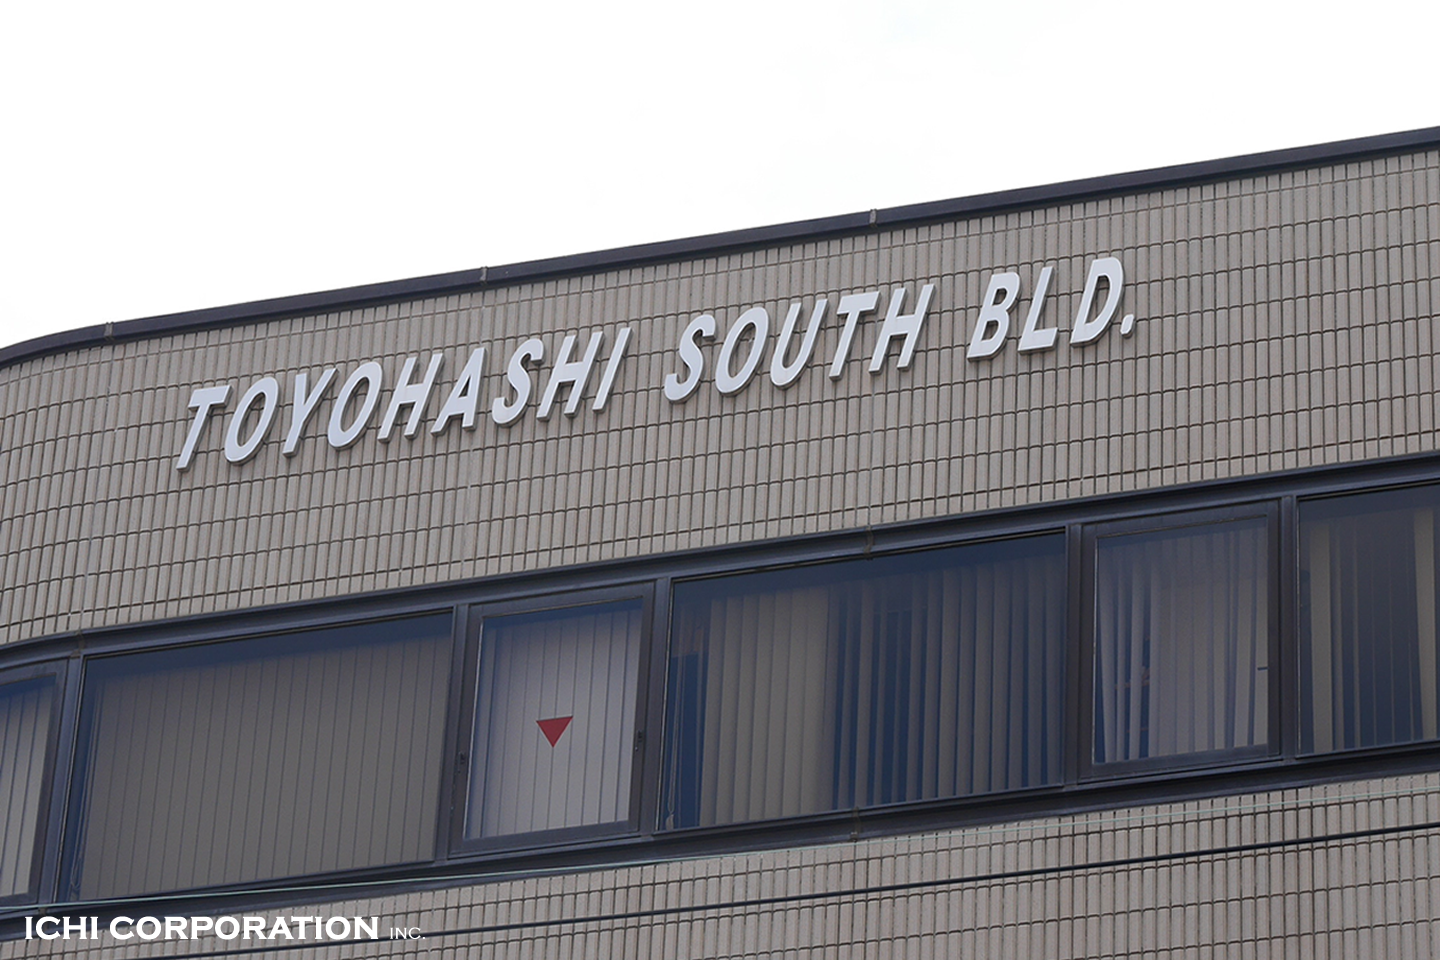 TOYOHASHI SOUTH BLD.
ICHI CORPORATION INC.